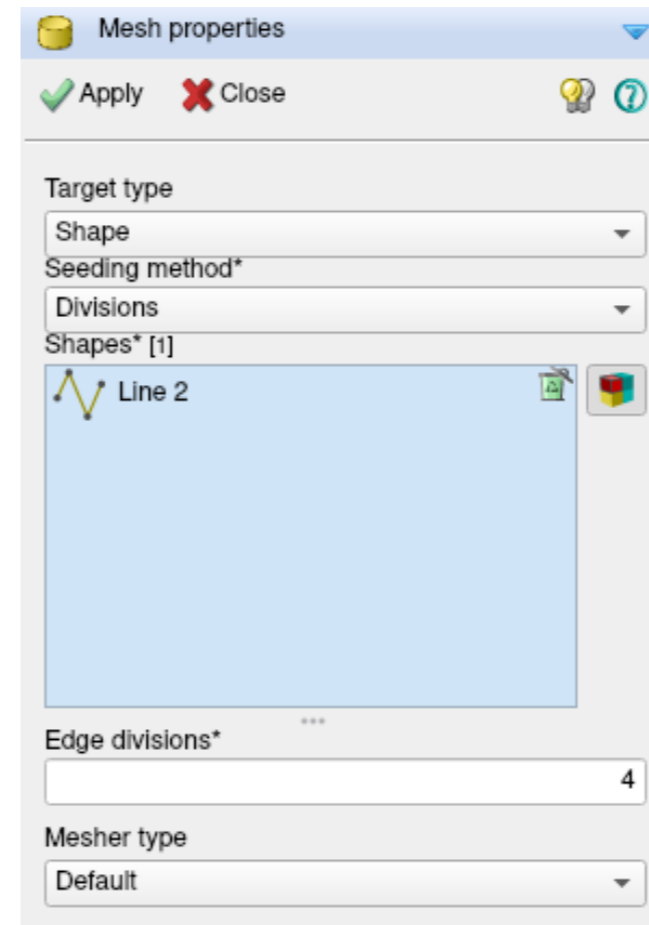 Mesh properties
Apply Close
Target type
Shape
Seeding method*
Divisions
Shapes* [1]
Line 2
Edge divisions*
4
Mesher type
Default